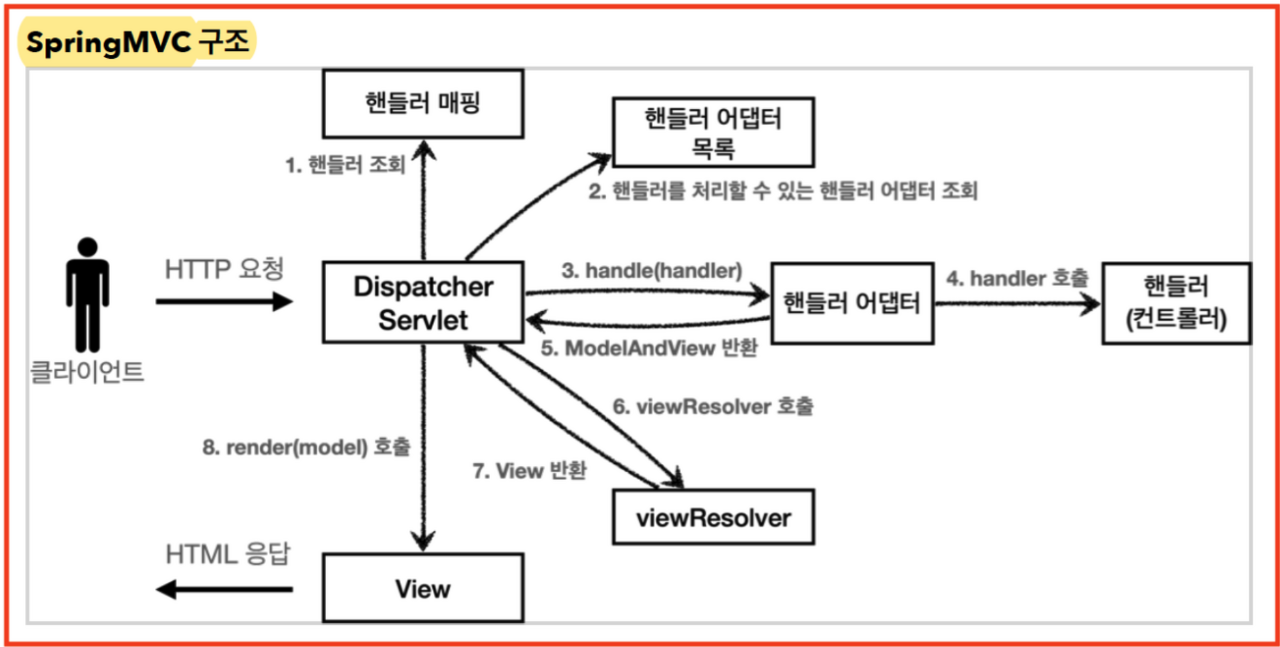 SpringMVC 구조
핸들러 매핑
핸들러 어댑터
목록
1. 핸들러 조회
2. 핸들러를 처리할 수 있는 핸들러 어댑터 조회
HTTP 요청
Dispatcher
Servlet
3. handle(handler)
핸들러 어댑터
4. handler 호출
핸들러
(컨트롤러)
5. ModelAndView 반환
클라이언트
6. viewResolver 호출
8. render(model) 호출
7. View 반환
viewResolver
HTML 응답
View